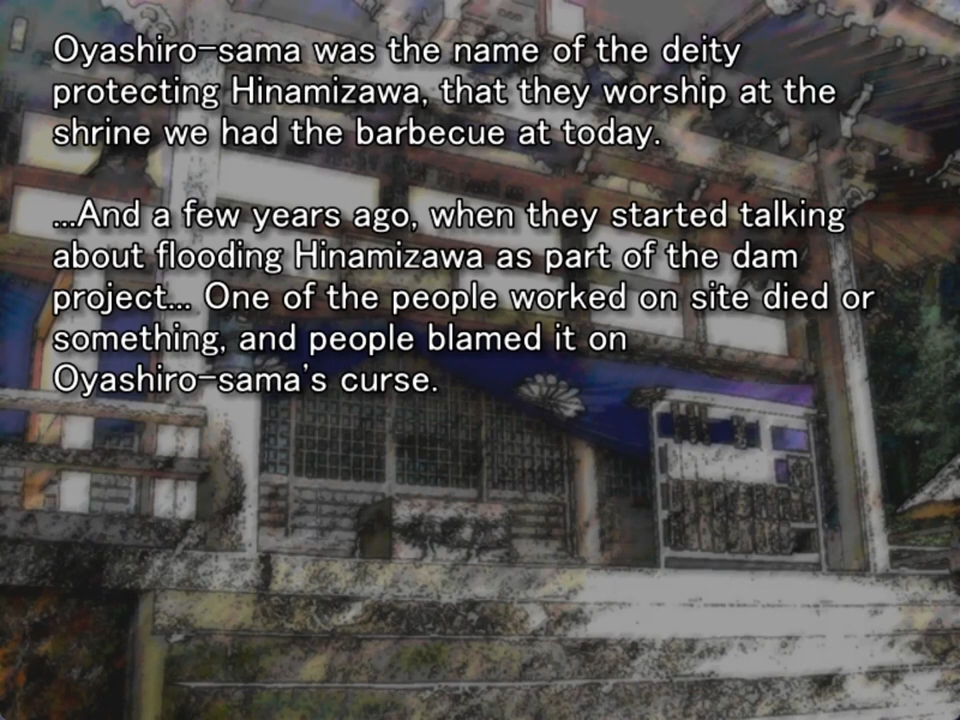 Oyashiro-sama was the name of the deity
protecting Hinamizawa, that they worship at the
shrine we had the barbecue at today.
...And a few years ago, when they started talking
about flooding Hinamizawa as part of the dam
project... One of the people worked on site died or
something, and people blamed it on
Oyashiro-sama's curse.